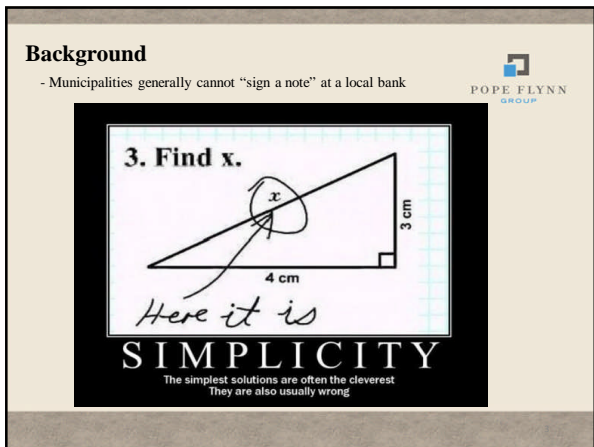 Background
- Municipalities generally cannot “sign a note” at a local bank
POPE FLYNN
GROUP
3. Find x.
x
3 cm
4 cm
Here it is
SIMPLICITY
The simplest solutions are often the cleverest
They are also usually wrong